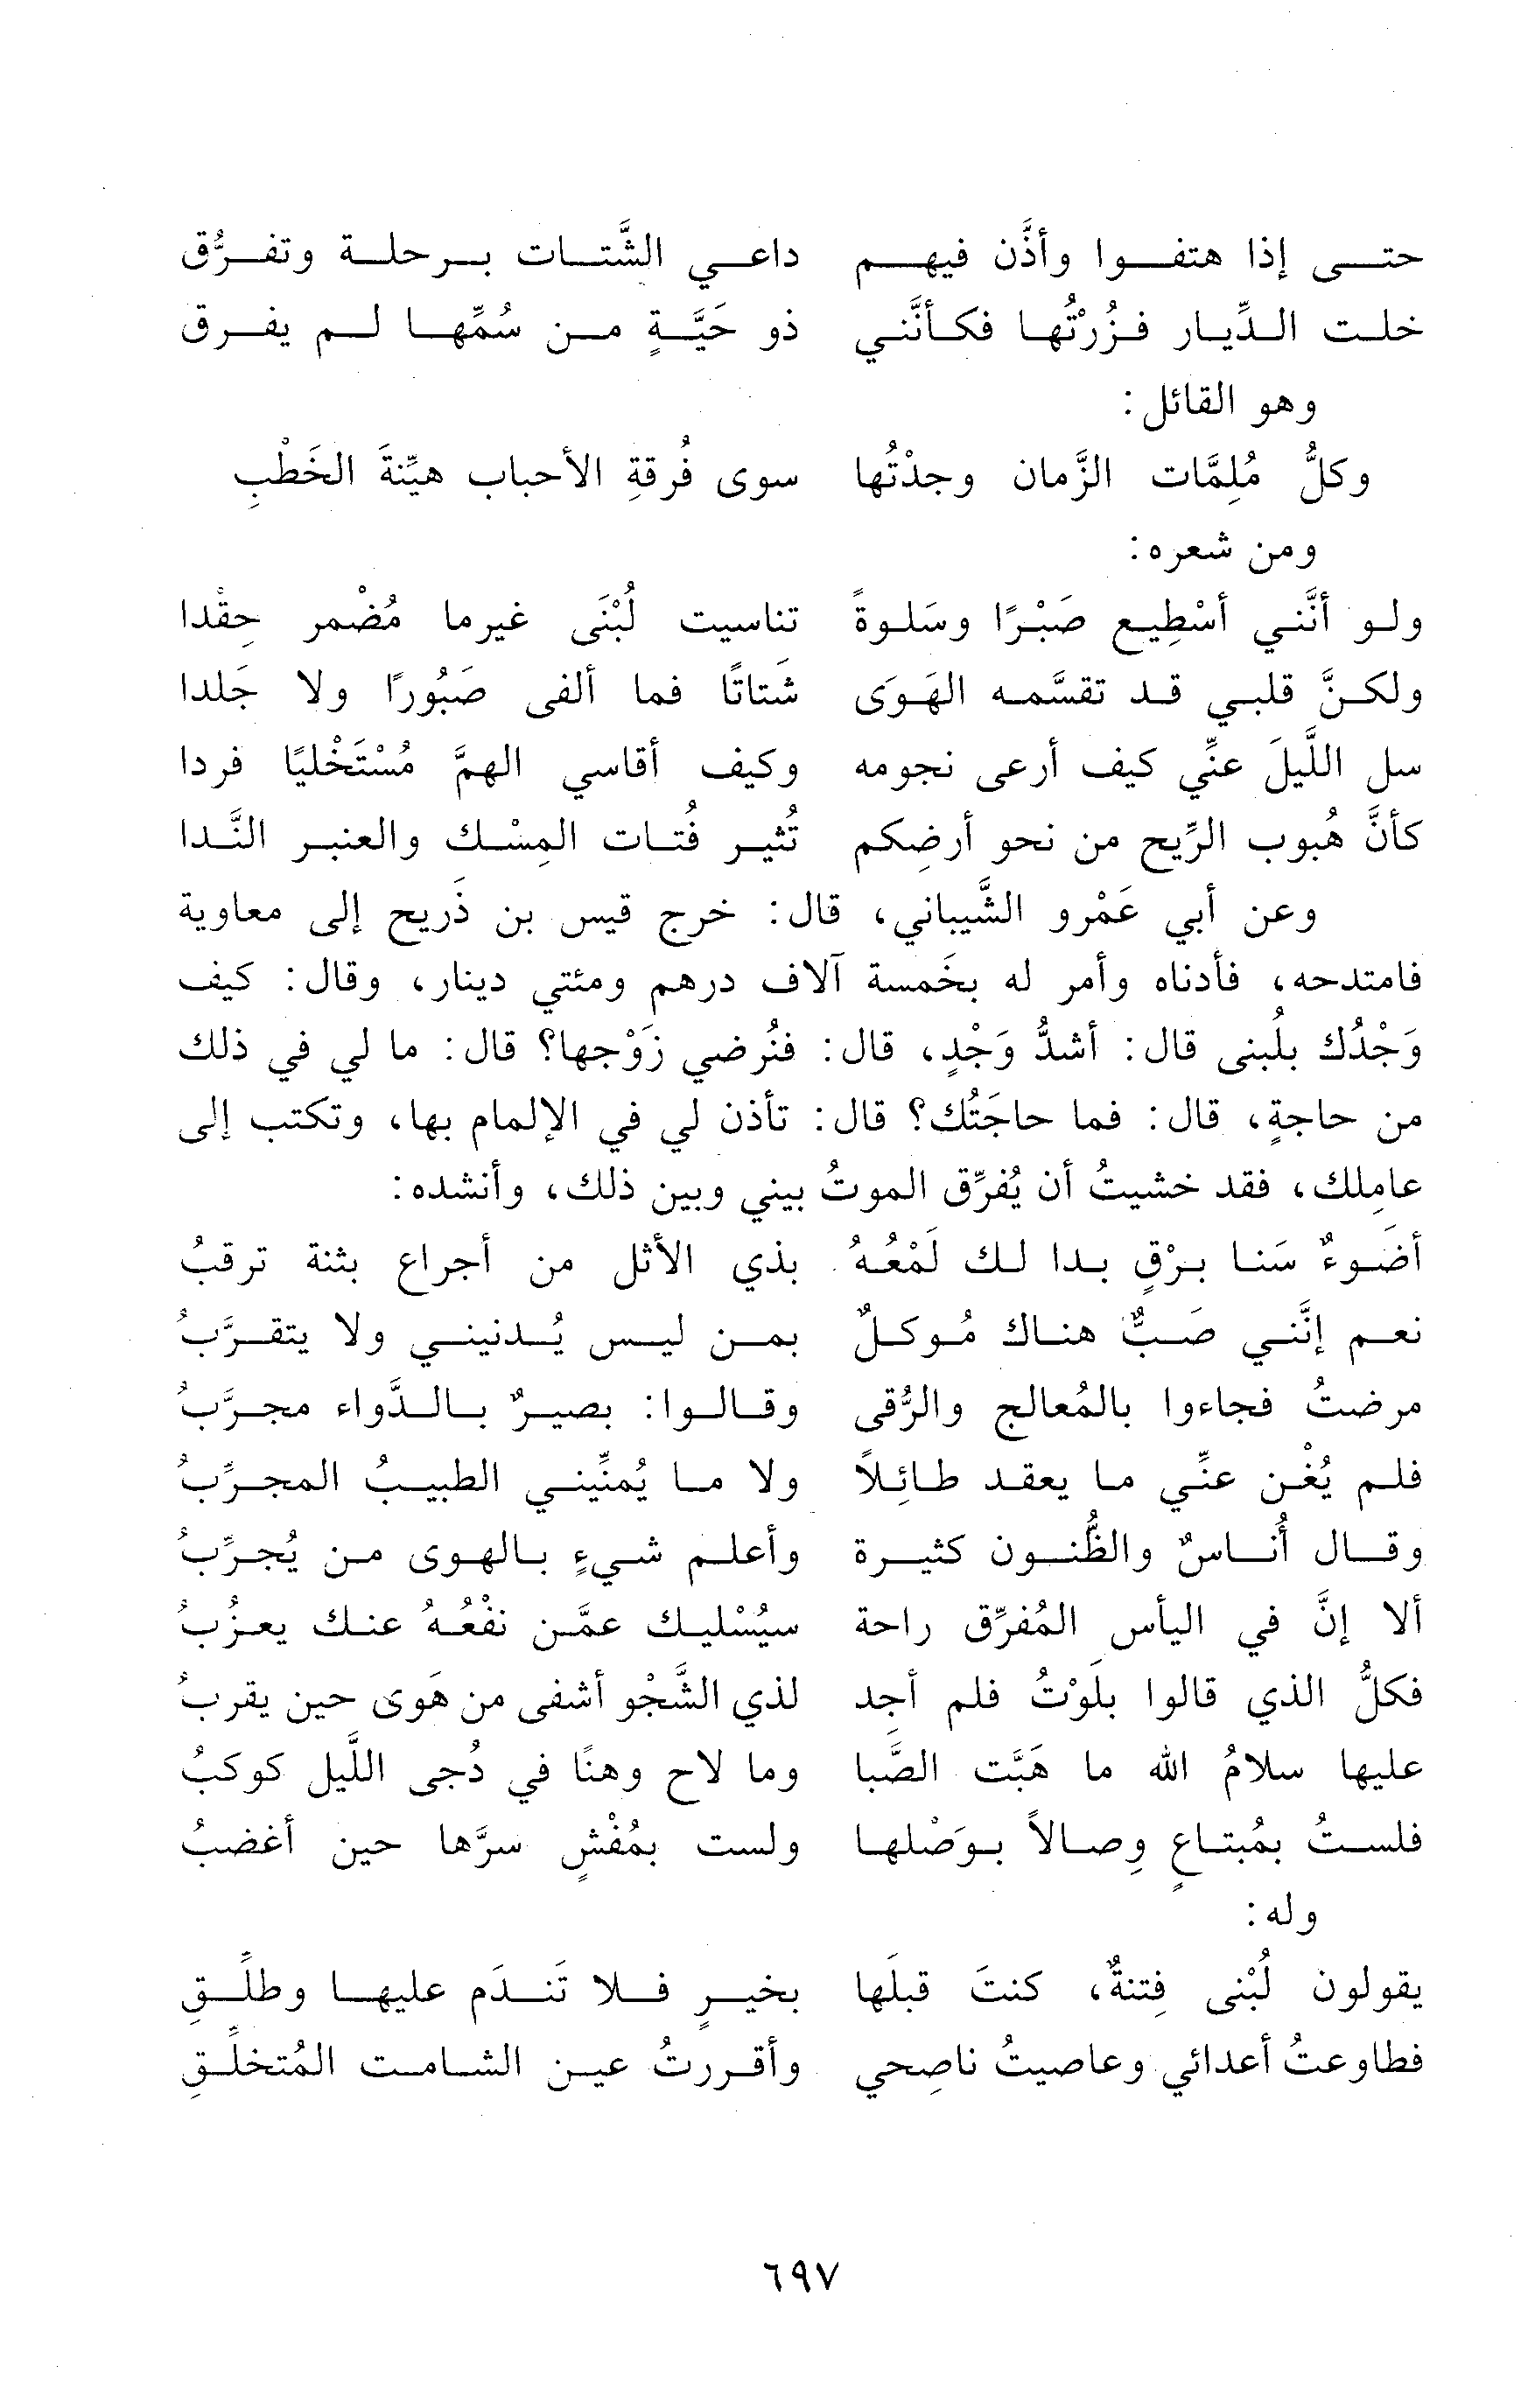 حتى إذا هتفوا وأذَّن فيهم داعي الشَّتات برحلة وتفرُّق
خلت الدِّيار فزُرْتُها فكأنَّني ذو حَيَّةٍ من سُمِّها لم يفرق
وهو القائل:
وكلُّ مُلِمَّات الزَّمان وجدْتُها سوى فُرقةِ الأحباب هيِّنةَ الخَطْبِ
ومن شعره:
ولو أنَّني أسْطِيع صَبْرًا وسَلوةً تناسيت لُبْنَى غيرما مُضْمر حِقْدا
ولكنَّ قلبي قد تقسَّمه الهَوَى شَتاتًا فما ألفى صَبُورًا ولا جَلدا
سل اللَّيلَ عنِّي كيف أرعى نجومه وكيف أقاسي الهمَّ مُسْتَخْليًا فردا
كأنَّ هُبوب الرِّيح من نحو أرضِكم تُثير فُتات المِسْك والعنبر النَّدا
وعن أبي عَمْرو الشَّيباني، قال: خرج قيس بن ذَريح إلى معاوية
فامتدحه، فأدناه وأمر له بخَمسة آلاف درهم ومئتي دينار، وقال: كيف
وَجْدُك بلُبنى قال: أشدُّ وَجْدٍ، قال: فنُرضي زَوْجها؟ قال: ما لي في ذلك
من حاجةٍ، قال: فما حاجَتُك؟ قال: تأذن لي في الإلمام بها، وتكتب إلى
عامِلك، فقد خشيتُ أن يُفرِّق الموتُ بيني وبين ذلك، وأنشده:
أضَوءٌ سَنا برْقٍ بدا لك لَمْعُهُ بذي الأثل من أجراع بثنة ترقبُ
نعم إنَّني صَبٌّ هناك مُوكلٌ بمن ليس يُدنيني ولا يتقرَّبُ
مرضتُ فجاءوا بالمُعالج والرُّقى وقالوا: بصيرٌ بالدَّواء مجرَّبُ
فلم يُغْن عنِّي ما يعقد طائِلاً ولا ما يُمنِّيني الطبيبُ المجرِّبُ
وقال أُناسٌ والظُّنون كثيرة وأعلم شيءٍ بالهوى من يُجرِّبُ
ألا إنَّ في اليأس المُفرِّق راحة سيُسْليك عمَّن نفْعُهُ عنك يعزُبُ
فكلُّ الذي قالوا بلَوْتُ فلم أجِد لذي الشَّجْو أشفى من هَوى حين يقربُ
عليها سلامُ الله ما هَبَّت الصَّبا وما لاح وهنًا في دُجى اللَّيل كوكبُ
فلستُ بمُبتاعٍ وِصالاً بوَصْلها ولست بمُفْشٍ سرَّها حين أغضبُ
وله:
يقولون لُبْنى فِتنةٌ، كنتَ قبلَها بخيرٍ فلا تَندَم عليها وطلِّقِ
فطاوعتُ أعدائي وعاصيتُ ناصِحي وأقررتُ عين الشامت المُتخلِّقِ
٦٩٧